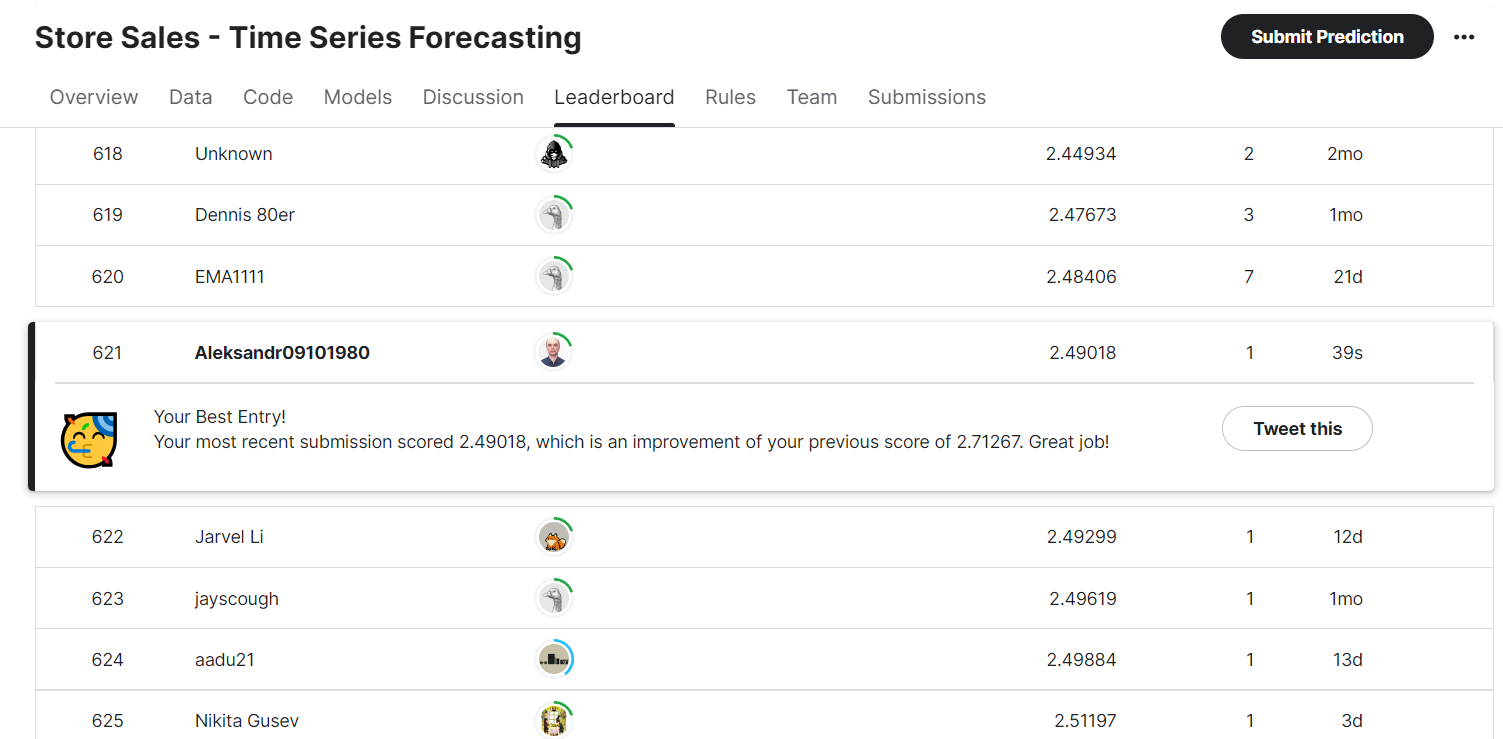 Store Sales - Time Series Forecasting
Submit Prediction
Overview Data Code Models Discussion Leaderboard Rules Team Submissions
618 Unknown 2.44934 2 2mo
619 Dennis 80er 2.47673 3 1mo
620 EMA1111 2.48406 7 21d
621 Aleksandr09101980 2.49018 1 39s
Your Best Entry!
Your most recent submission scored 2.49018, which is an improvement of your previous score of 2.71267. Great job!
Tweet this
622 Jarvel Li 2.49299 1 12d
623 jayscough 2.49619 1 1mo
624 aadu21 2.49884 1 13d
625 Nikita Gusev 2.51197 1 3d